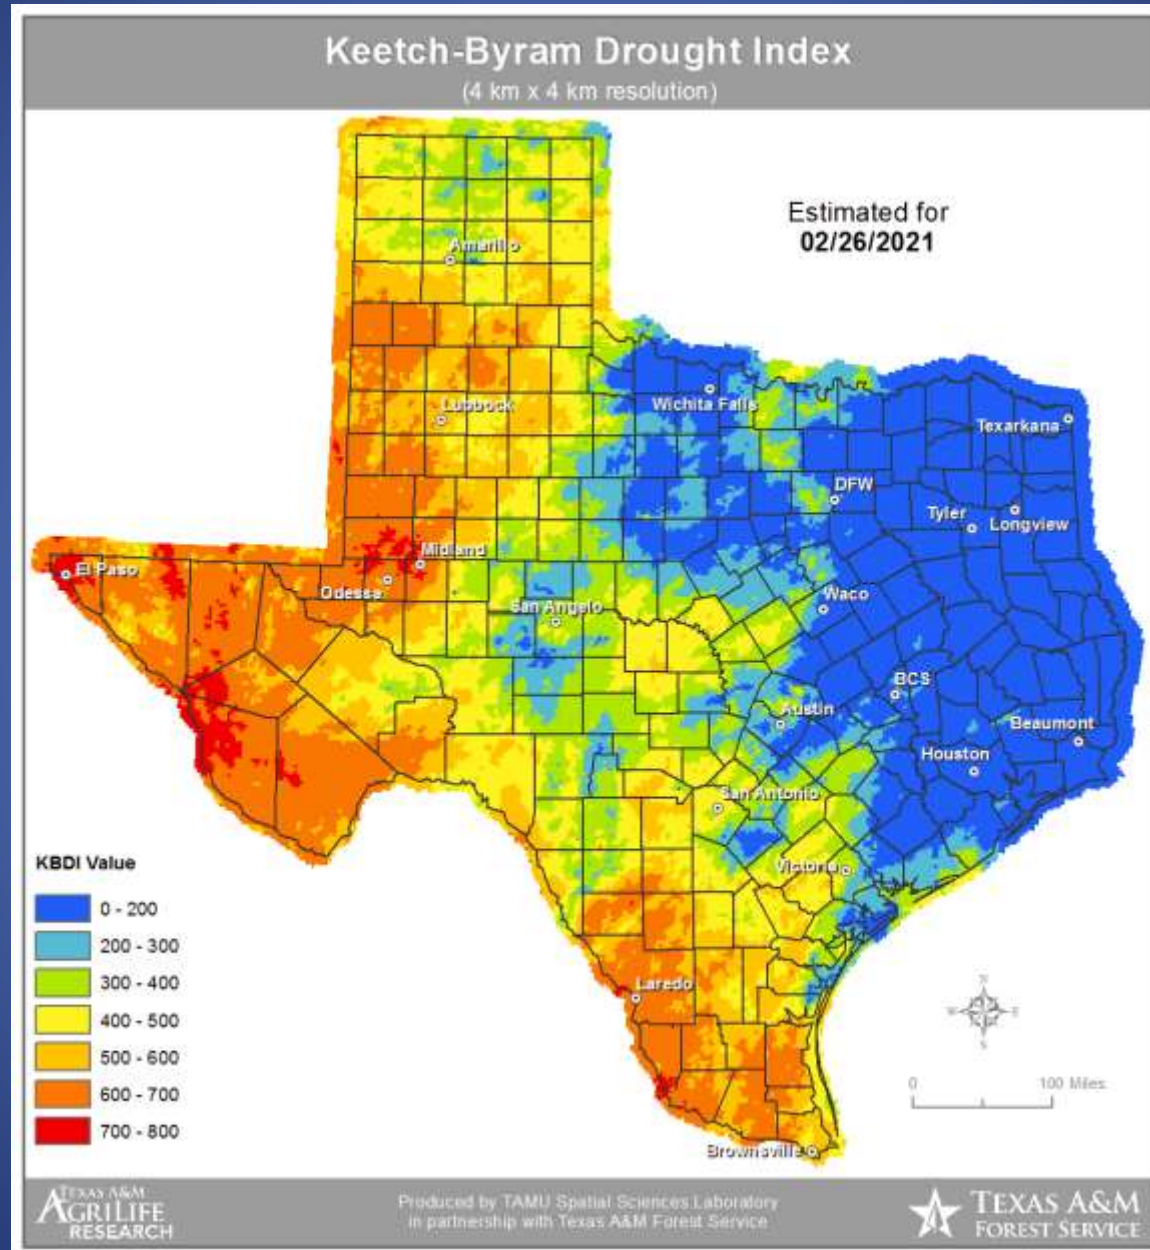 Keetch-Byram Drought Index
(4 km x 4 km resolution)
Estimated for
02/26/2021
Amarillo
Lubbock
Wichita Falls
Texarkana
DFW
Tyler
Longview
Midland
El Paso
Odessa
San Angelo
Waco
BCS
Austin
Beaumont
Houston
San Antonio
Victoria
KBDI Value
0 - 200
200 - 300
300 - 400
400 - 500
500 - 600
600 - 700
700 - 800
Laredo
N
W E
S
0 100 Miles
Brownsville
TEXAS A&M
AGRILIFE
RESEARCH
Produced by TAMU Spatial Sciences Laboratory
in partnership with Texas A&M Forest Service
TEXAS A&M
FOREST SERVICE